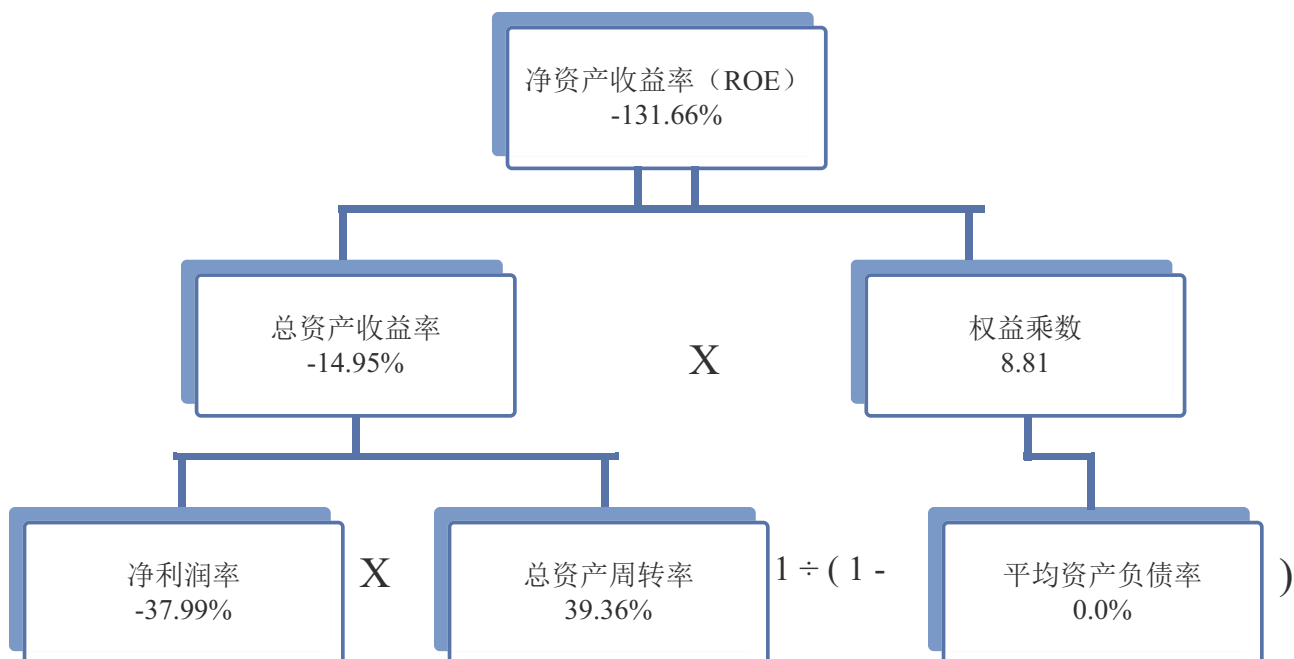 净资产收益率（ROE）
-131.66%
总资产收益率
-14.95%
X
权益乘数
8.81
净利润率
-37.99%
X
总资产周转率
39.36%
1 ÷ ( 1 -
平均资产负债率
0.0%
)